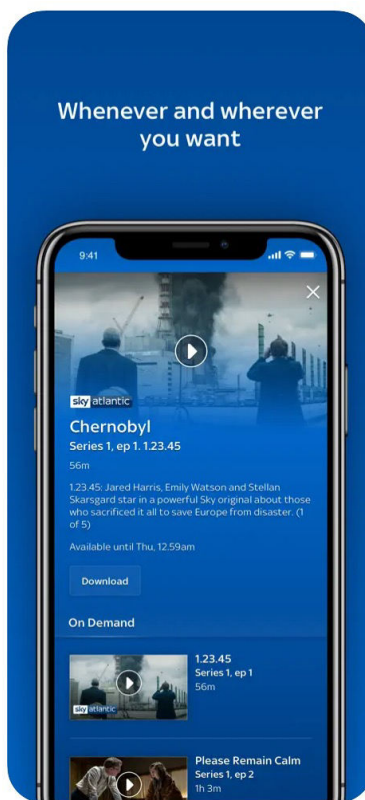 Whenever and wherever
you want
9:41
sky atlantic
Chernobyl
Series 1, ep 1. 1.23.45
56m
1.23.45: Jared Harris, Emily Watson and Stellan
Skarsgard star in a powerful Sky original about those
who sacrificed it all to save Europe from disaster. (1
of 5)
Available until Thu, 12.59am
Download
On Demand
1.23.45
Series 1, ep 1
56m
sky atlantic
Please Remain Calm
Series 1, ep 2
1h 3m